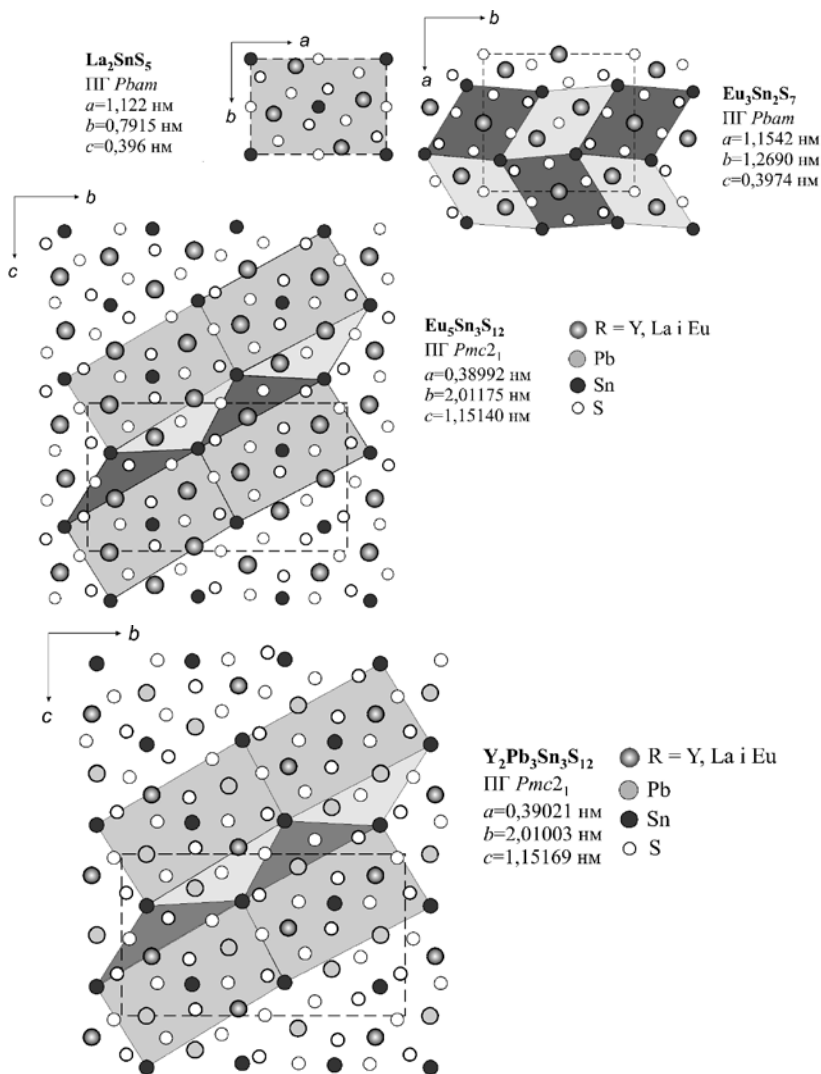 a
b
La₂SnS₅
ПГ Pbam
a=1,122 нм
b=0,7915 нм
c=0,396 нм
b
a
Eu₃Sn₂S₇
ПГ Pbam
a=1,1542 нм
b=1,2690 нм
c=0,3974 нм
b
c
Eu₅Sn₃S₁₂
ПГ Pmc2₁
a=0,38992 нм
b=2,01175 нм
c=1,15140 нм
R = Y, La i Eu
Pb
Sn
S
b
c
Y₂Pb₃Sn₃S₁₂
ПГ Pmc2₁
a=0,39021 нм
b=2,01003 нм
c=1,15169 нм
R = Y, La i Eu
Pb
Sn
S